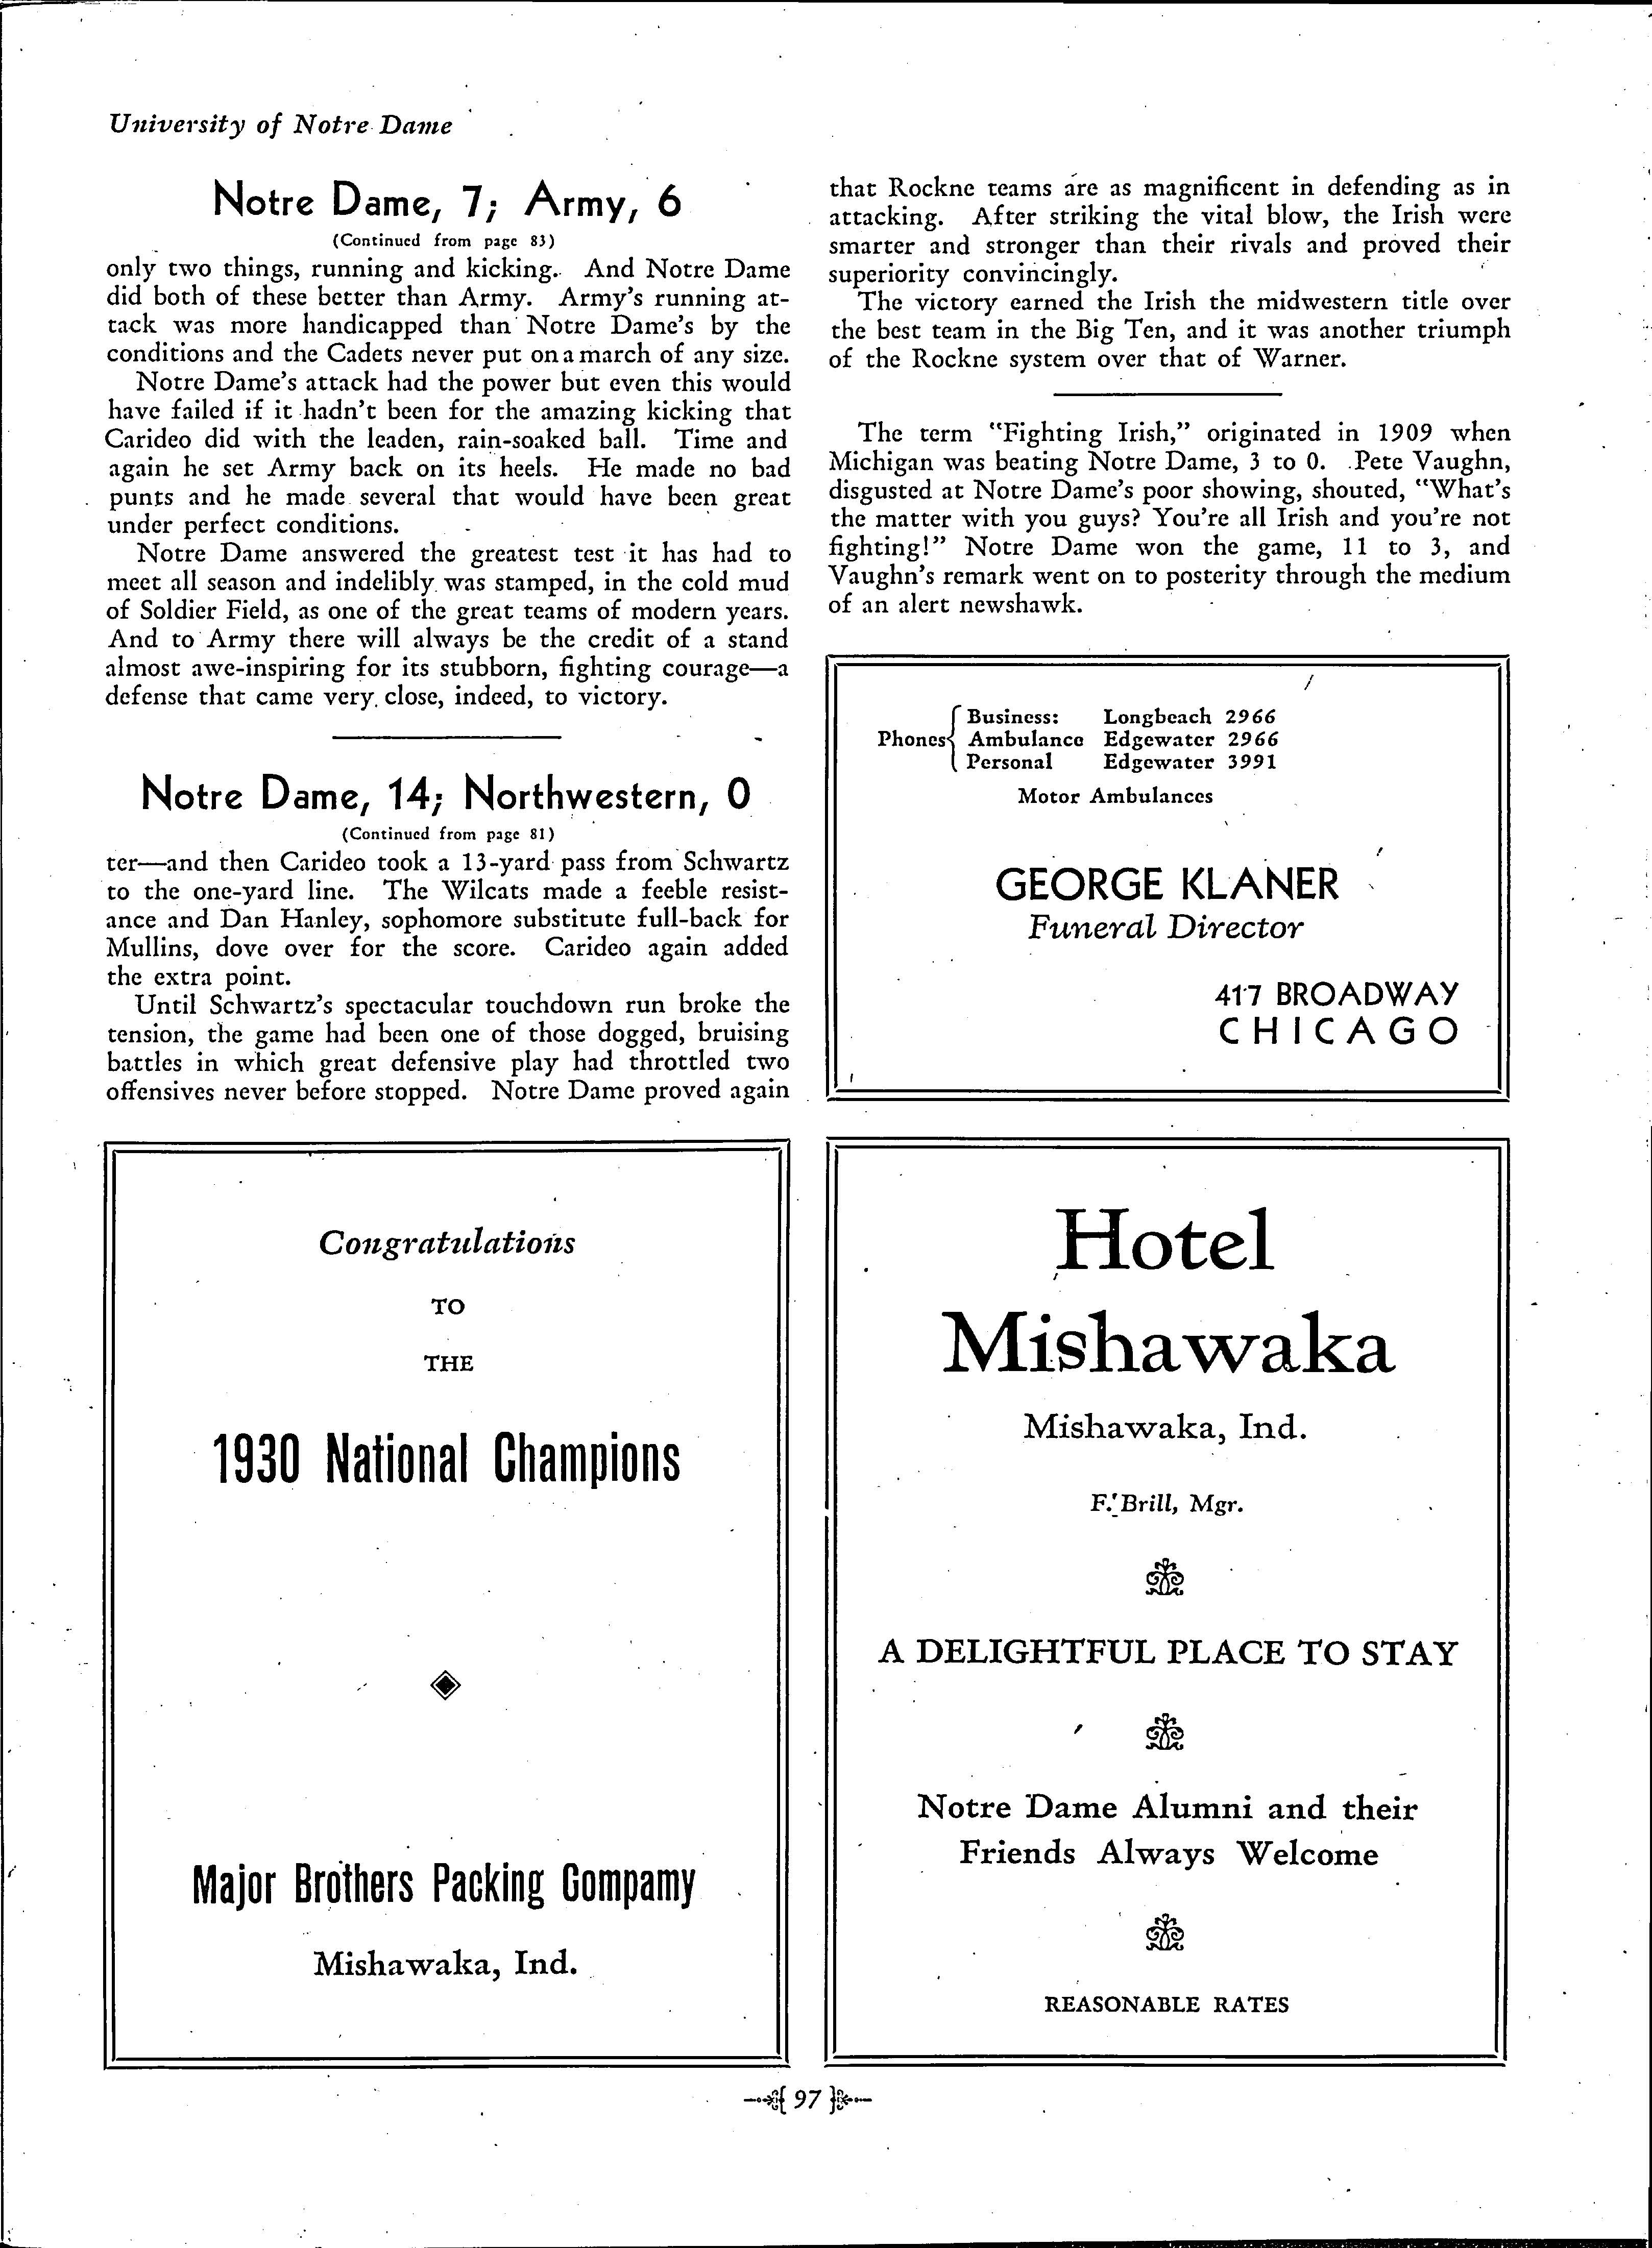 University of Notre Dame
Notre Dame, 7; Army, 6
(Continued from page 83)
only two things, running and kicking. And Notre Dame
did both of these better than Army. Army's running at-
tack was more handicapped than Notre Dame's by the
conditions and the Cadets never put on a march of any size.
Notre Dame's attack had the power but even this would
have failed if it hadn't been for the amazing kicking that
Carideo did with the leaden, rain-soaked ball. Time and
again he set Army back on its heels. He made no bad
punts and he made several that would have been great
under perfect conditions.
Notre Dame answered the greatest test it has had to
meet all season and indelibly was stamped, in the cold mud
of Soldier Field, as one of the great teams of modern years.
And to Army there will always be the credit of a stand
almost awe-inspiring for its stubborn, fighting courage—a
defense that came very close, indeed, to victory.
Notre Dame, 14; Northwestern, 0
(Continued from page 81)
ter—and then Carideo took a 13-yard pass from Schwartz
to the one-yard line. The Wilcats made a feeble resist-
ance and Dan Hanley, sophomore substitute full-back for
Mullins, dove over for the score. Carideo again added
the extra point.
Until Schwartz's spectacular touchdown run broke the
tension, the game had been one of those dogged, bruising
battles in which great defensive play had throttled two
offensives never before stopped. Notre Dame proved again
that Rockne teams are as magnificent in defending as in
attacking. After striking the vital blow, the Irish were
smarter and stronger than their rivals and proved their
superiority convincingly.
The victory earned the Irish the midwestern title over
the best team in the Big Ten, and it was another triumph
of the Rockne system over that of Warner.
The term "Fighting Irish," originated in 1909 when
Michigan was beating Notre Dame, 3 to 0. Pete Vaughn,
disgusted at Notre Dame's poor showing, shouted, "What's
the matter with you guys? You're all Irish and you're not
fighting!" Notre Dame won the game, 11 to 3, and
Vaughn's remark went on to posterity through the medium
of an alert newshawk.
Business: Longbeach 2966
Phones{ Ambulance Edgewater 2966
Personal Edgewater 3991
Motor Ambulances
GEORGE KLANER
Funeral Director
417 BROADWAY
CHICAGO
Congratulations
TO
THE
1930 National Champions
Major Brothers Packing Gompamy
Mishawaka, Ind.
Hotel
Mishawaka
Mishawaka, Ind.
F. Brill, Mgr.
A DELIGHTFUL PLACE TO STAY
Notre Dame Alumni and their
Friends Always Welcome
REASONABLE RATES
{ 97 }